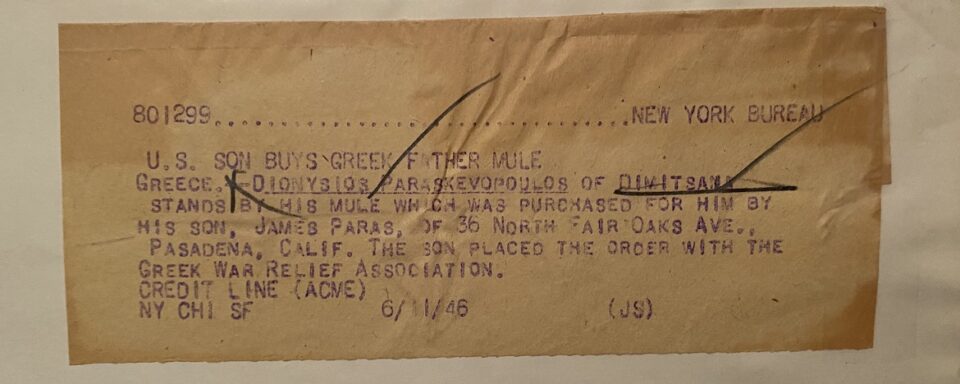 801299....................................NEW YORK BUREAU
U.S. SON BUYS GREEK FATHER MULE
GREECE.--DIONYSIOS PARASKEVOPOULOS OF DIMITSANA
STANDS BY HIS MULE WHICH WAS PURCHASED FOR HIM BY
HIS SON, JAMES PARAS, OF 36 NORTH FAIR OAKS AVE.,
PASADENA, CALIF. THE SON PLACED THE ORDER WITH THE
GREEK WAR RELIEF ASSOCIATION.
CREDIT LINE (ACME)
NY CHI SF 6/11/46 (JS)